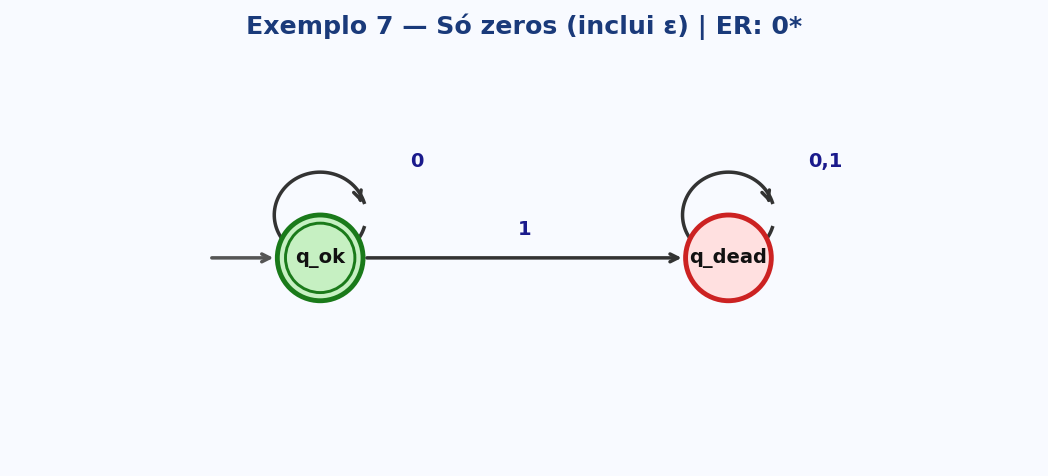 Exemplo 7 — Só zeros (inclui ε) | ER: 0*
0
0,1
1
q_ok
q_dead